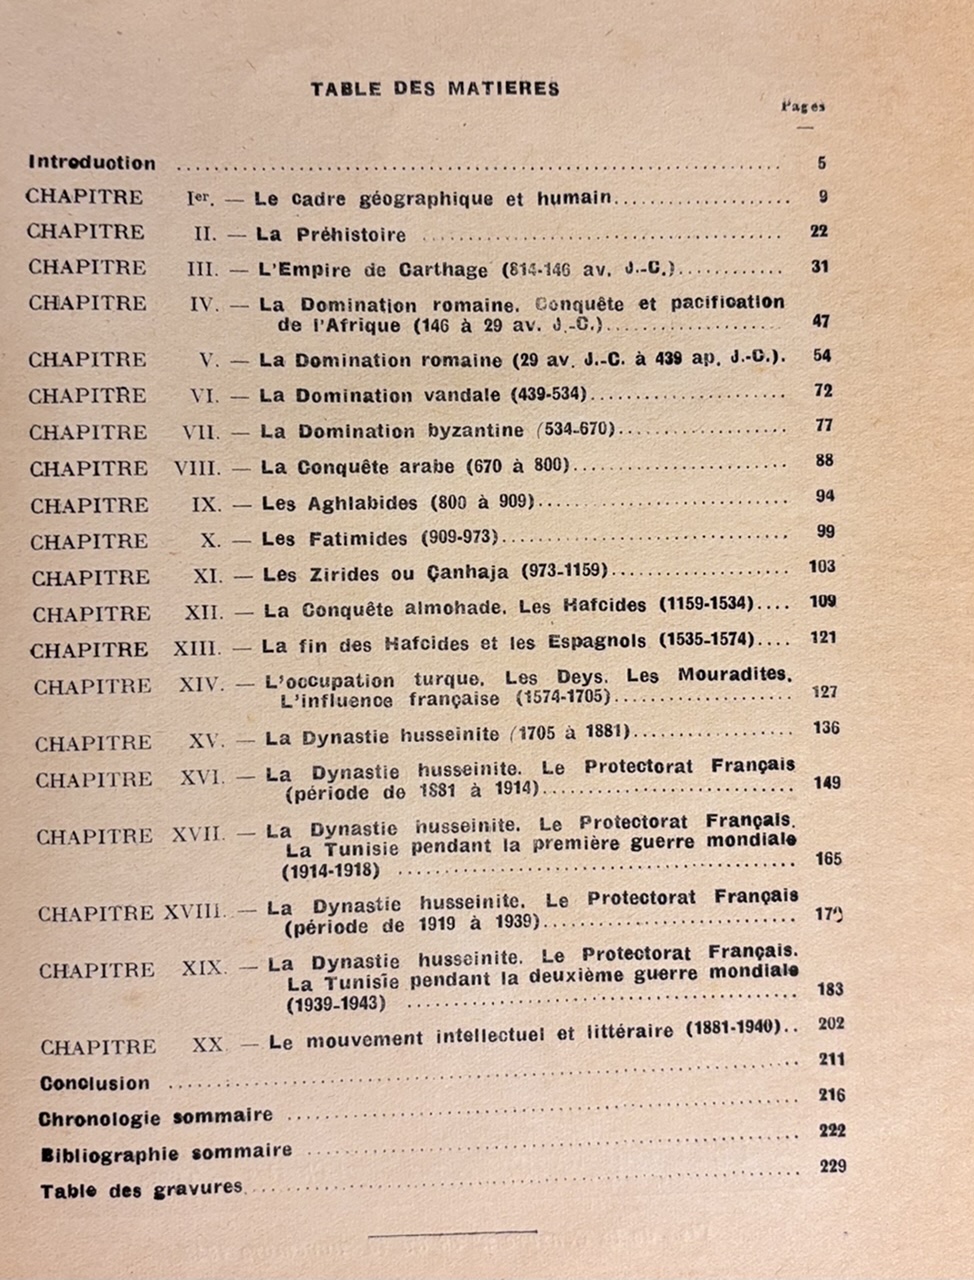 TABLE DES MATIERES
Pages
Introduction ........ 5
CHAPITRE Ier. — Le cadre géographique et humain........ 9
CHAPITRE II. — La Préhistoire ........ 22
CHAPITRE III. — L'Empire de Carthage (814-146 av. J.-C.)........ 31
CHAPITRE IV. — La Domination romaine. Conquête et pacification
de l'Afrique (146 à 29 av. J.-C.)........ 47
CHAPITRE V. — La Domination romaine (29 av. J.-C. à 439 ap. J.-C.). 54
CHAPITRE VI. — La Domination vandale (439-534)........ 72
CHAPITRE VII. — La Domination byzantine (534-670)........ 77
CHAPITRE VIII. — La Conquête arabe (670 à 800)........ 88
CHAPITRE IX. — Les Aghlabides (800 à 909)........ 94
CHAPITRE X. — Les Fatimides (909-973)........ 99
CHAPITRE XI. — Les Zirides ou Çanhaja (973-1159)........ 103
CHAPITRE XII. — La Conquête almohade. Les Hafcides (1159-1534).... 109
CHAPITRE XIII. — La fin des Hafcides et les Espagnols (1535-1574).... 121
CHAPITRE XIV. — L'occupation turque. Les Deys. Les Mouradites.
L'influence française (1574-1705)........ 127
CHAPITRE XV. — La Dynastie husseinite (1705 à 1881)........ 136
CHAPITRE XVI. — La Dynastie husseinite. Le Protectorat Français
(période de 1881 à 1914)........ 149
CHAPITRE XVII. — La Dynastie husseinite. Le Protectorat Français.
La Tunisie pendant la première guerre mondiale
(1914-1918) ........ 165
CHAPITRE XVIII. — La Dynastie husseinite. Le Protectorat Français
(période de 1919 à 1939)........
CHAPITRE XIX. — La Dynastie husseinite. Le Protectorat Français.
La Tunisie pendant la deuxième guerre mondiale
(1939-1943) ........ 183
CHAPITRE XX. — Le mouvement intellectuel et littéraire (1881-1940).. 202
Conclusion ........ 211
Chronologie sommaire ........ 216
Bibliographie sommaire ........ 222
Table des gravures........ 229